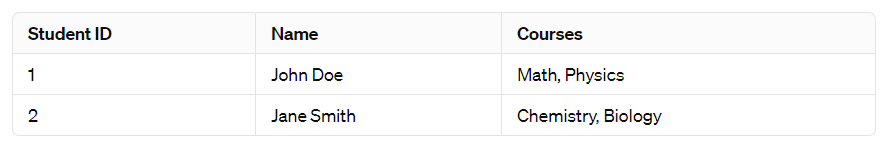 Student ID Name Courses
1 John Doe Math, Physics
2 Jane Smith Chemistry, Biology